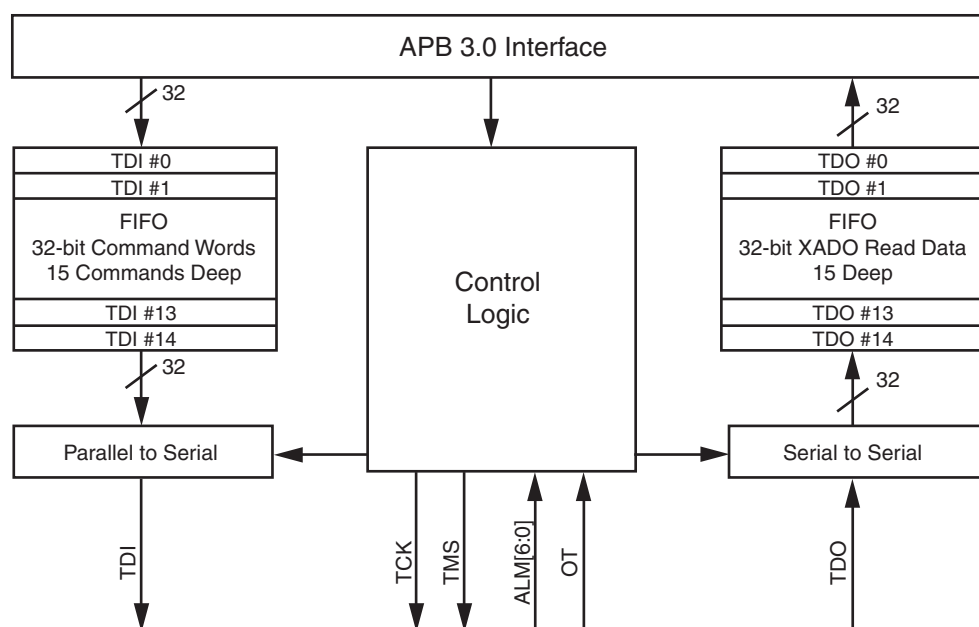 APB 3.0 Interface
32
32
TDI #0
TDI #1
FIFO
32-bit Command Words
15 Commands Deep
TDI #13
TDI #14
32
Control
Logic
TDO #0
TDO #1
FIFO
32-bit XADO Read Data
15 Deep
TDO #13
TDO #14
32
Parallel to Serial
Serial to Serial
TDI
TCK
TMS
ALM[6:0]
OT
TDO